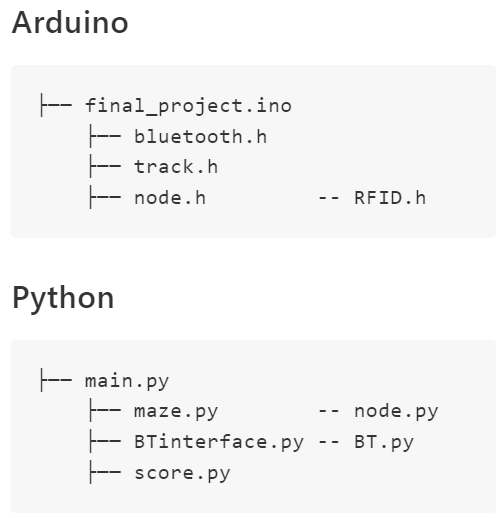 Arduino
├── final_project.ino
    ├── bluetooth.h
    ├── track.h
    ├── node.h         -- RFID.h
Python
├── main.py
    ├── maze.py        -- node.py
    ├── BTinterface.py -- BT.py
    ├── score.py